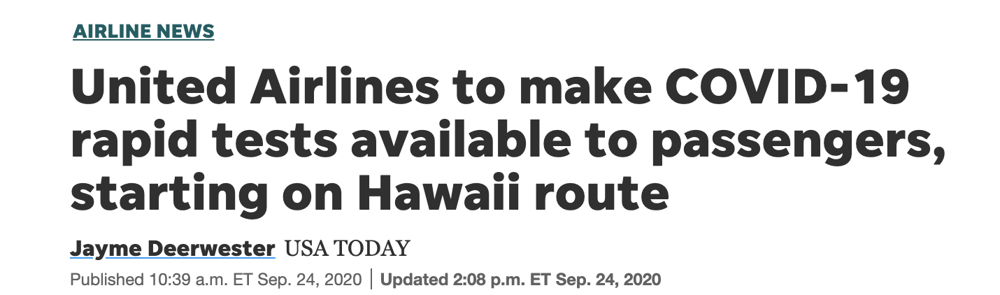 AIRLINE NEWS
United Airlines to make COVID-19
rapid tests available to passengers,
starting on Hawaii route
Jayme Deerwester USA TODAY
Published 10:39 a.m. ET Sep. 24, 2020 | Updated 2:08 p.m. ET Sep. 24, 2020